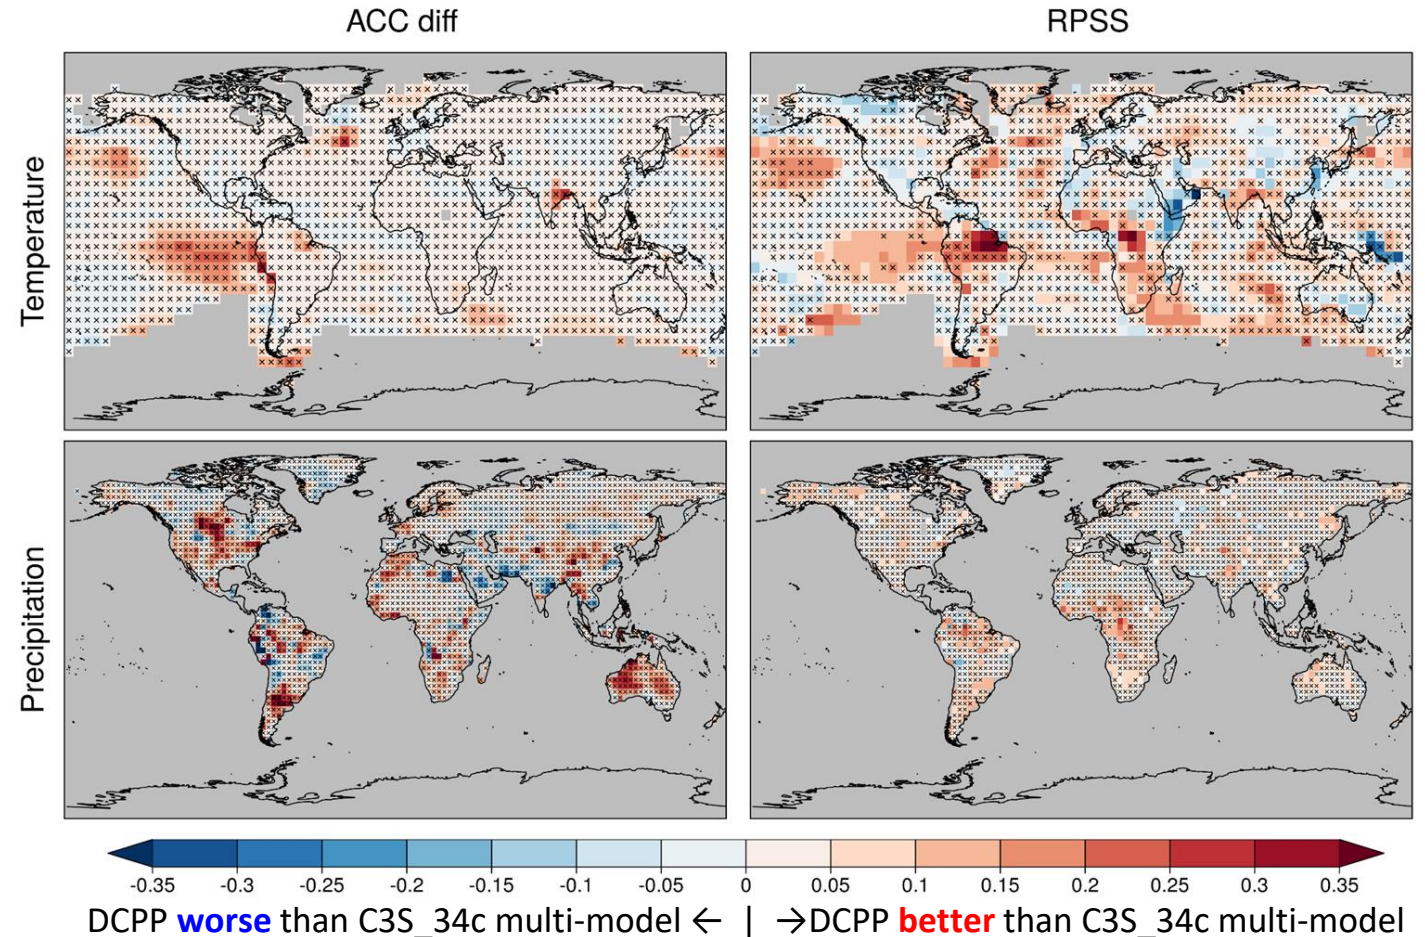 ACC diff
RPSS
Temperature
Precipitation
-0.35 -0.3 -0.25 -0.2 -0.15 -0.1 -0.05 0 0.05 0.1 0.15 0.2 0.25 0.3 0.35
DCPP worse than C3S_34c multi-model ← | →DCPP better than C3S_34c multi-model